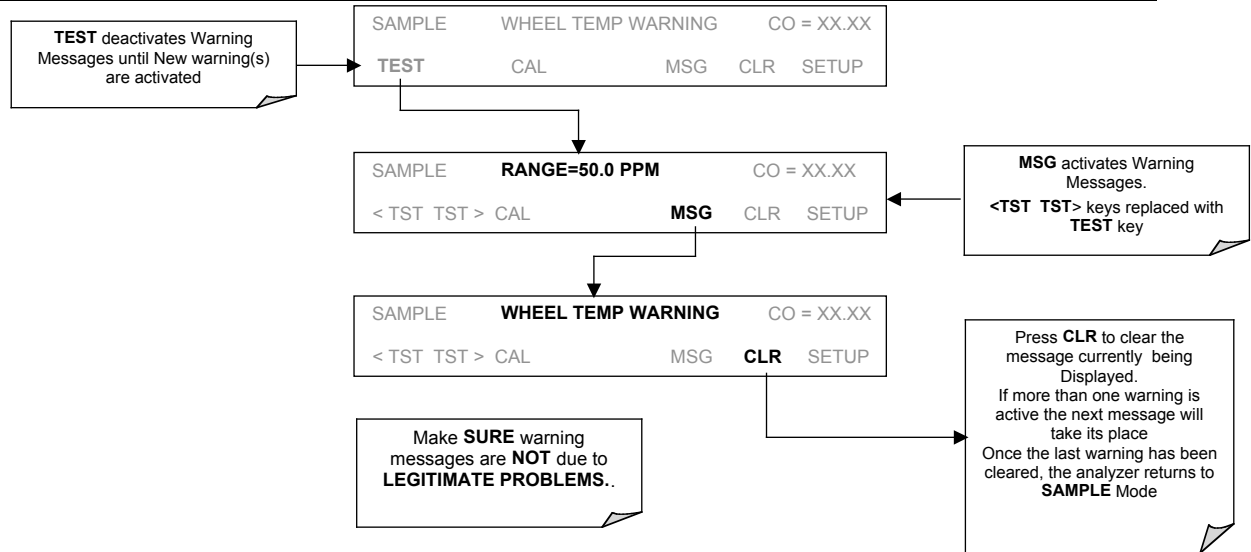 TEST deactivates Warning
Messages until New warning(s)
are activated
SAMPLE WHEEL TEMP WARNING CO = XX.XX
TEST CAL MSG CLR SETUP
SAMPLE RANGE=50.0 PPM CO = XX.XX
< TST TST > CAL MSG CLR SETUP
MSG activates Warning
Messages.
<TST TST> keys replaced with
TEST key
SAMPLE WHEEL TEMP WARNING CO = XX.XX
< TST TST > CAL MSG CLR SETUP
Make SURE warning
messages are NOT due to
LEGITIMATE PROBLEMS..
Press CLR to clear the
message currently being
Displayed.
If more than one warning is
active the next message will
take its place
Once the last warning has been
cleared, the analyzer returns to
SAMPLE Mode